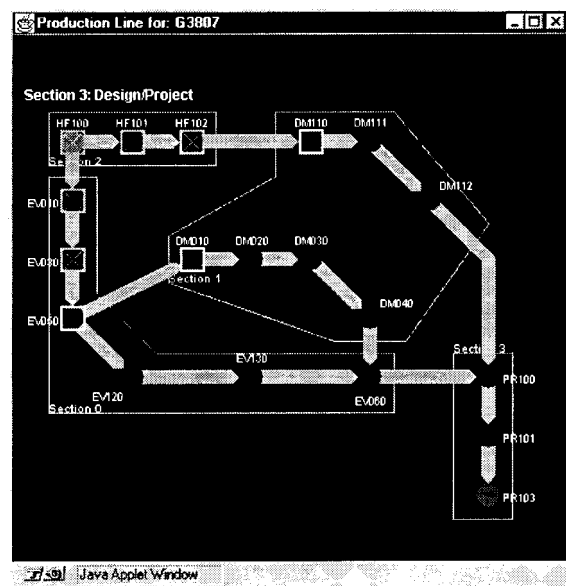 Production Line for: G3807
Section 3: Design/Project
HF100 HF101 HF102 DM110 DM111
Section 2
DM112
EV010
DM010 DM020 DM030
EV030
Section 1
DM040
EV050
EV130
Section 3
EV120 EV060 PR100
Section 0
PR101
PR103
Java Applet Window